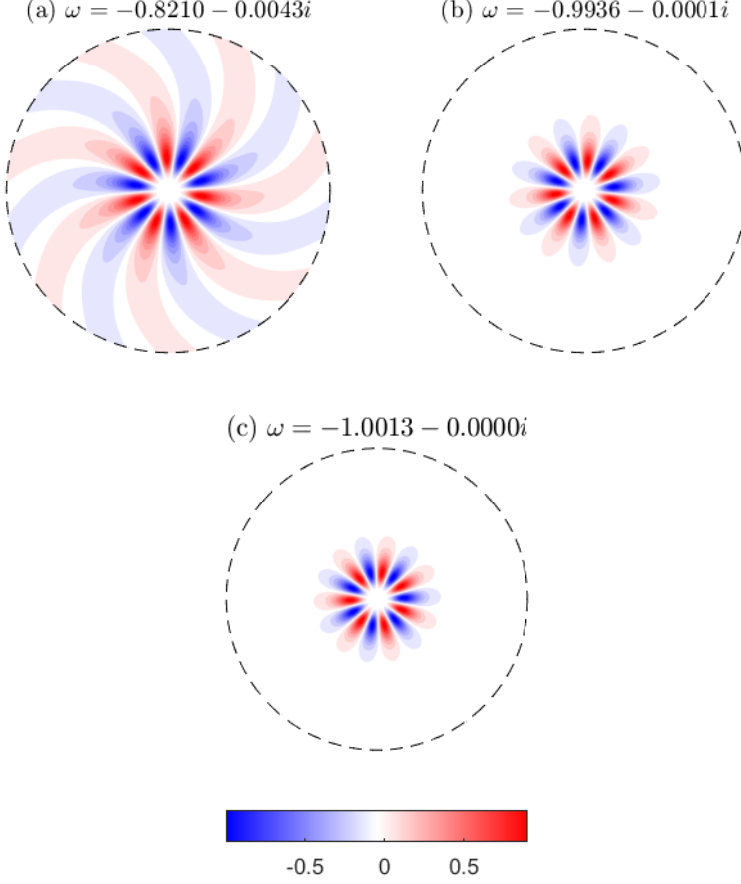 (a) ω = −0.8210 − 0.0043i
(b) ω = −0.9936 − 0.0001i
(c) ω = −1.0013 − 0.0000i
-0.5 0 0.5